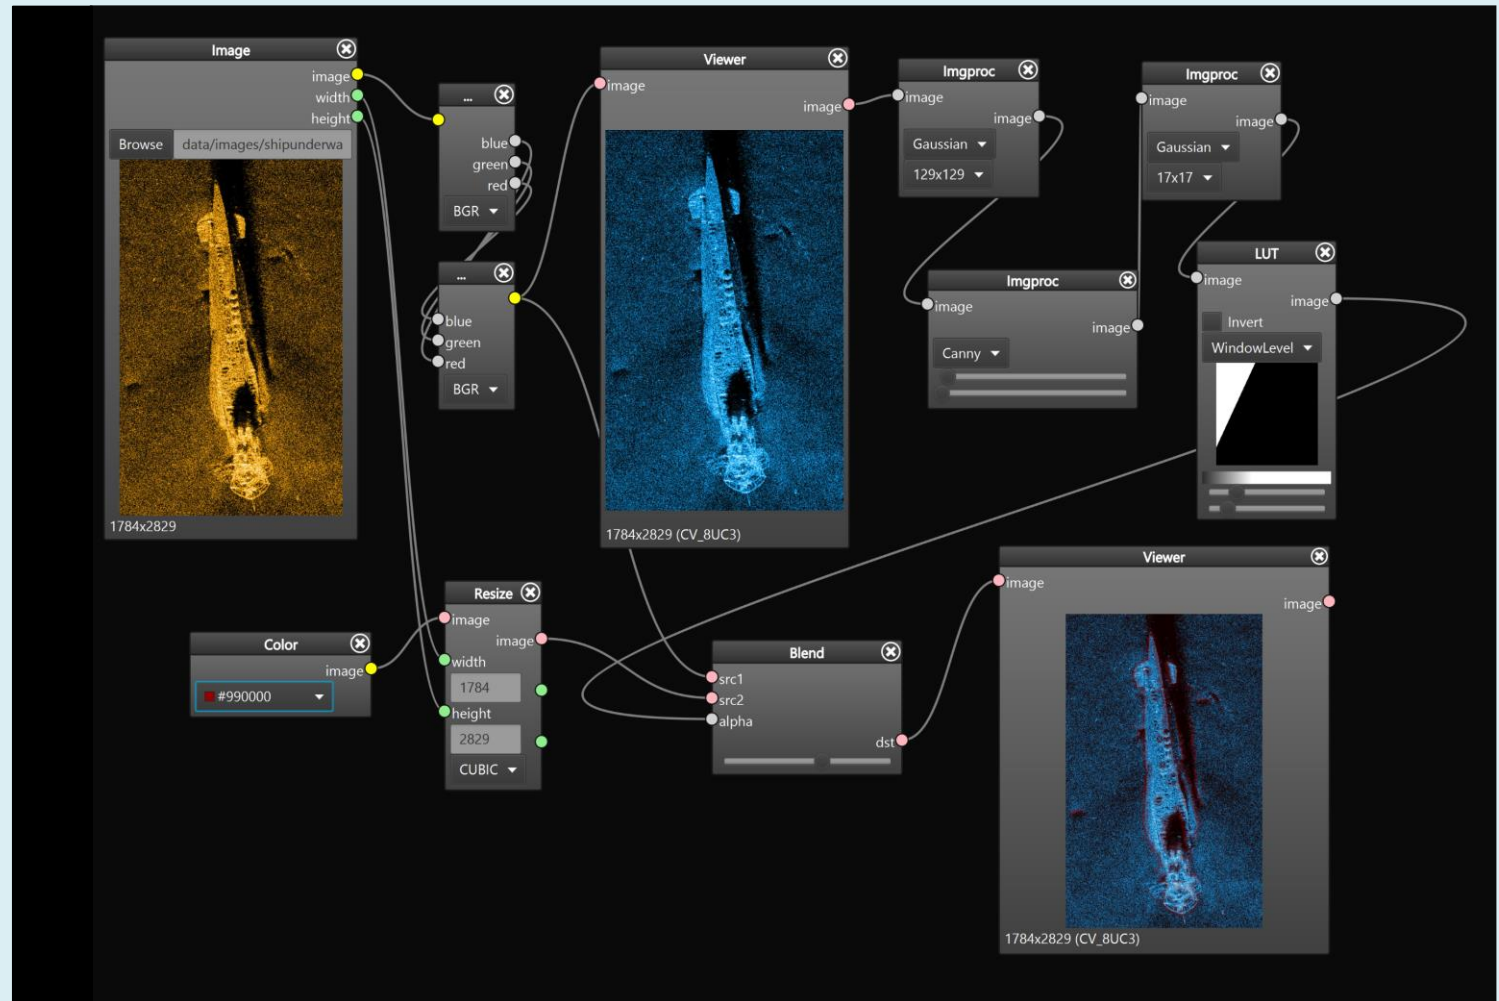 Image
image
width
height
Browse data/images/shipunderwa
1784x2829
...
blue
green
red
BGR
...
blue
green
red
BGR
Viewer
image
image
1784x2829 (CV_8UC3)
Imgproc
image
image
Gaussian
129x129
Imgproc
image
image
Gaussian
17x17
Imgproc
image
image
Canny
LUT
image
image
Invert
WindowLevel
Color
image
#990000
Resize
image
image
width
1784
height
2829
CUBIC
Blend
src1
src2
alpha
dst
Viewer
image
image
1784x2829 (CV_8UC3)